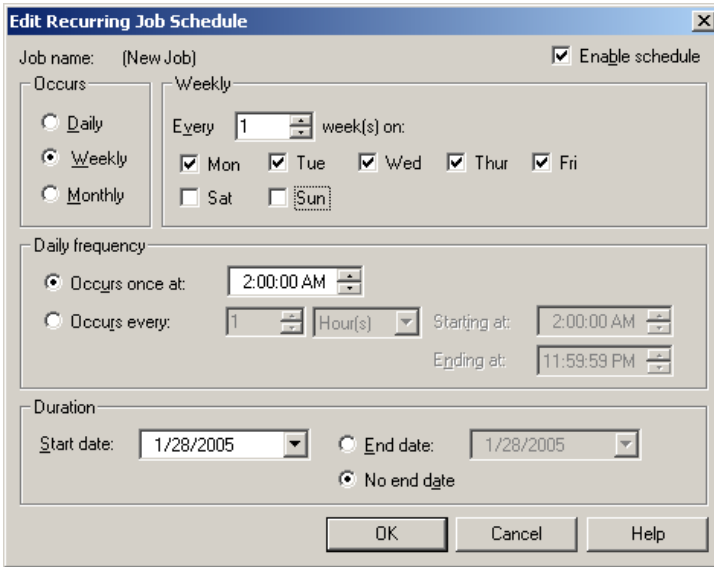 Edit Recurring Job Schedule
Job name: (New Job)
Enable schedule
Occurs
Daily
Weekly
Monthly
Weekly
Every 1 week(s) on:
Mon Tue Wed Thur Fri
Sat Sun
Daily frequency
Occurs once at: 2:00:00 AM
Occurs every: 1 Hour(s) Starting at: 2:00:00 AM
Ending at: 11:59:59 PM
Duration
Start date: 1/28/2005 End date: 1/28/2005
No end date
OK Cancel Help